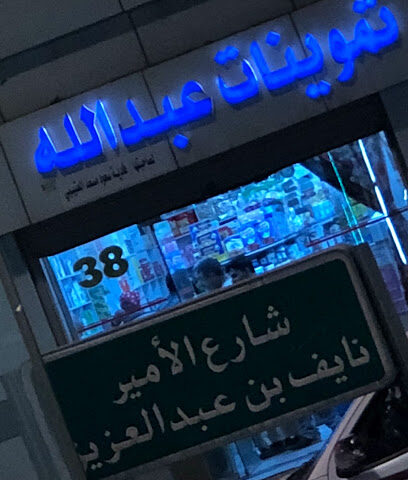 تموينات عبدالله
38
شارع الأمير
نايف بن عبدالعزيز